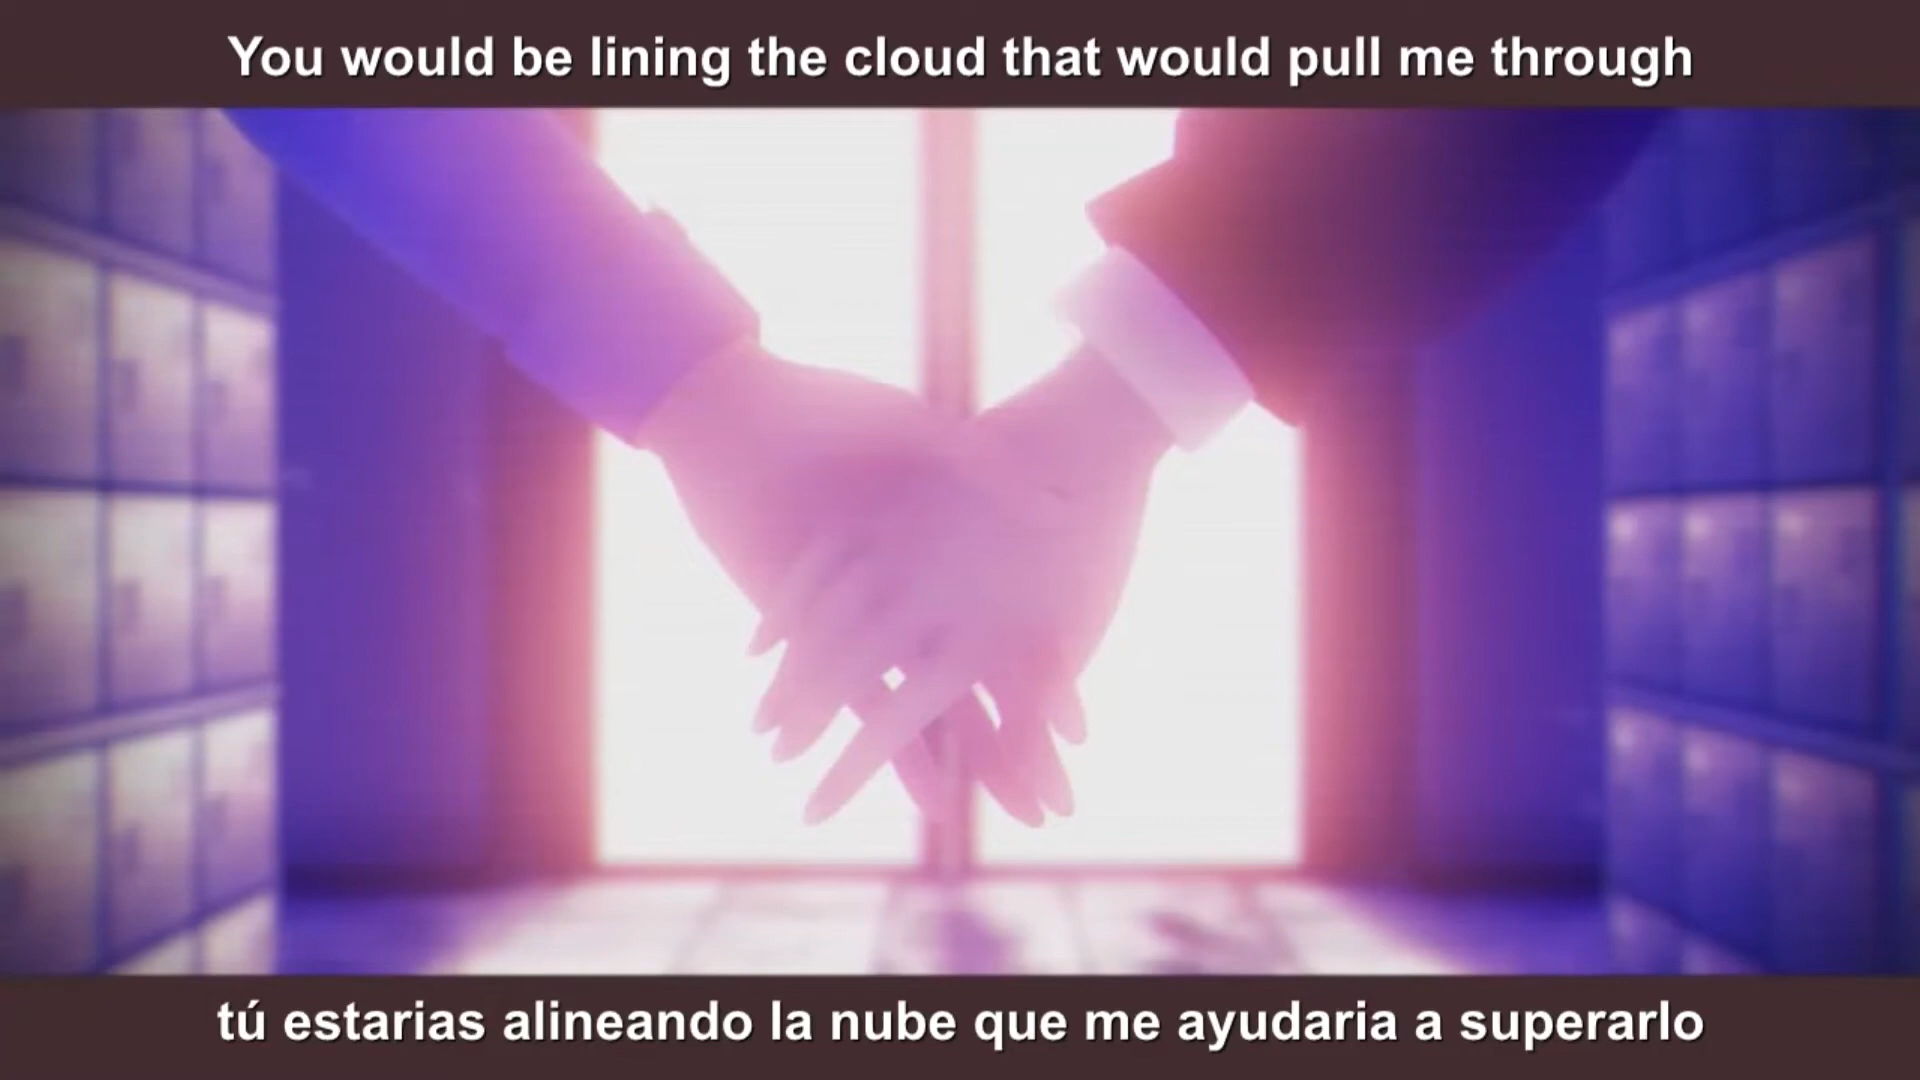 You would be lining the cloud that would pull me through
tú estarias alineando la nube que me ayudaria a superarlo